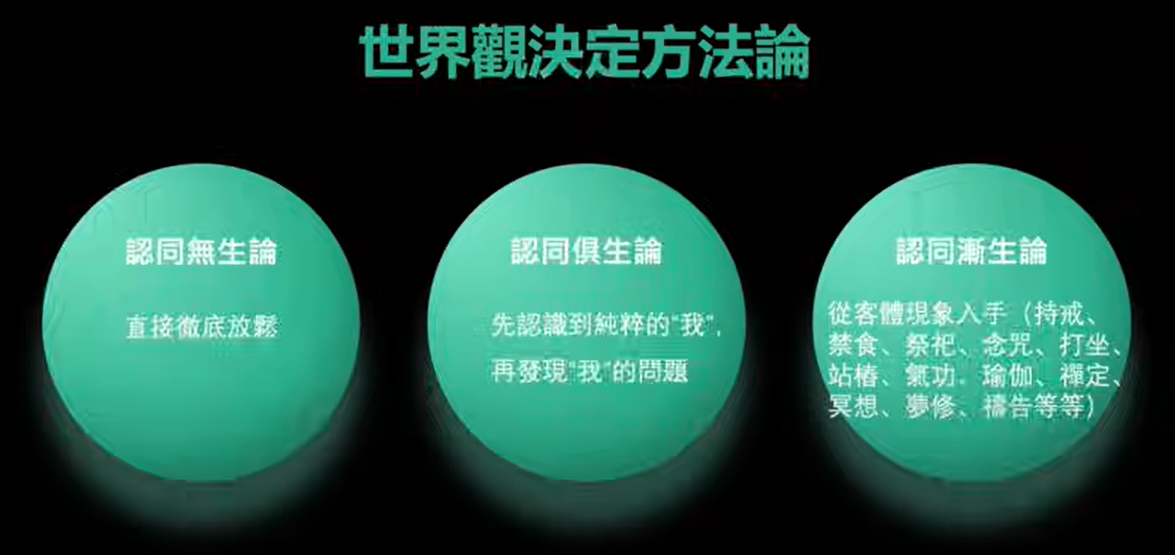 世界觀決定方法論
認同無生論
直接徹底放鬆
認同俱生論
先認識到純粹的"我",
再發現"我"的問題
認同漸生論
從客體現象入手（持戒、
禁食、祭祀、念咒、打坐、
站樁、氣功、瑜伽、禪定、
冥想、夢修、禱告等等）